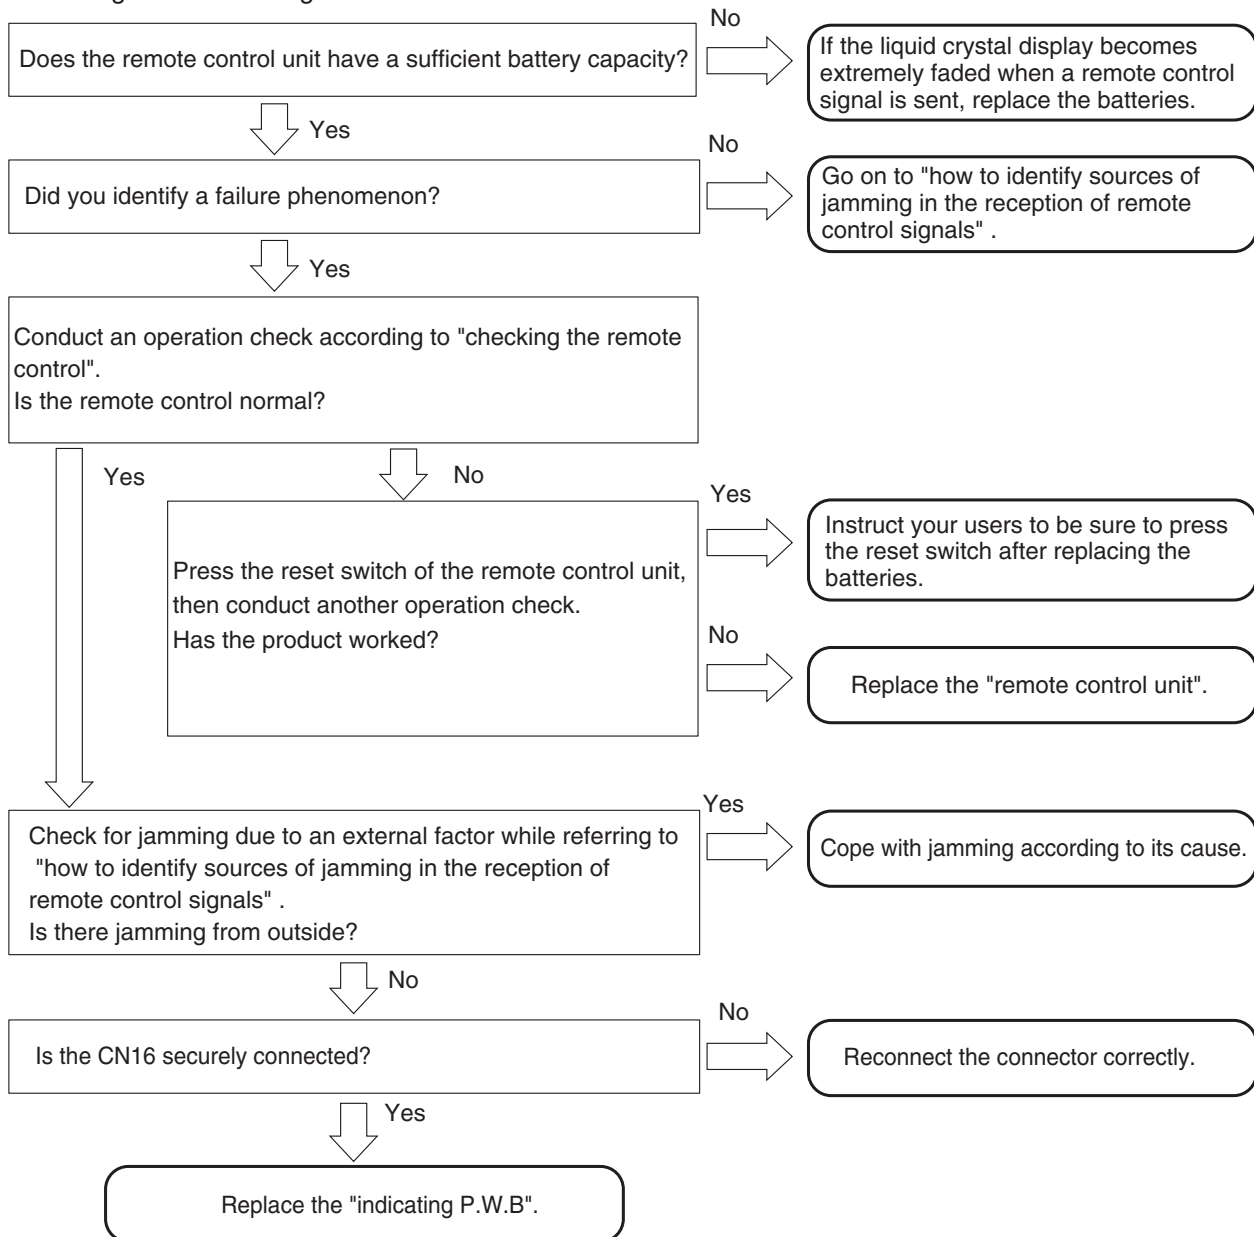 Does the remote control unit have a sufficient battery capacity?
No
If the liquid crystal display becomes
extremely faded when a remote control
signal is sent, replace the batteries.
Yes
Did you identify a failure phenomenon?
No
Go on to "how to identify sources of
jamming in the reception of remote
control signals" .
Yes
Conduct an operation check according to "checking the remote
control".
Is the remote control normal?
Yes
No
Press the reset switch of the remote control unit,
then conduct another operation check.
Has the product worked?
Yes
Instruct your users to be sure to press
the reset switch after replacing the
batteries.
No
Replace the "remote control unit".
Check for jamming due to an external factor while referring to
"how to identify sources of jamming in the reception of
remote control signals" .
Is there jamming from outside?
Yes
Cope with jamming according to its cause.
No
Is the CN16 securely connected?
No
Reconnect the connector correctly.
Yes
Replace the "indicating P.W.B".